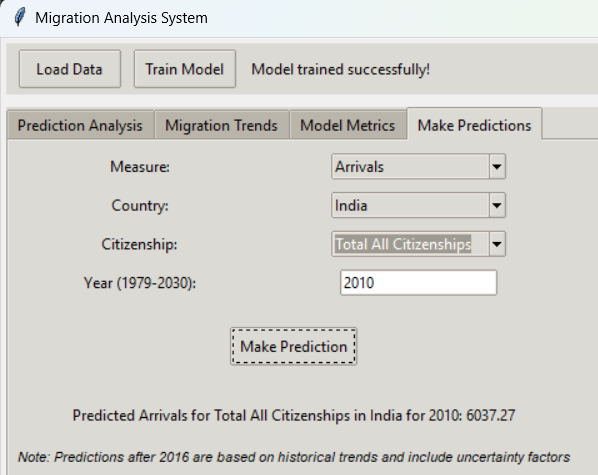 Migration Analysis System
Load Data Train Model Model trained successfully!
Prediction Analysis Migration Trends Model Metrics Make Predictions
Measure: Arrivals
Country: India
Citizenship: Total All Citizenships
Year (1979-2030): 2010
Make Prediction
Predicted Arrivals for Total All Citizenships in India for 2010: 6037.27
Note: Predictions after 2016 are based on historical trends and include uncertainty factors